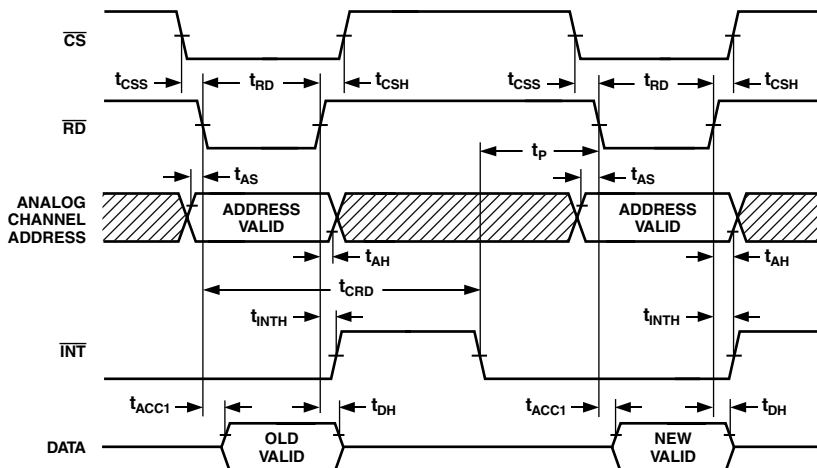 CS
tCSS
tRD
tCSH
tCSS
tRD
tCSH
RD
tP
tAS
tAS
ANALOG
CHANNEL
ADDRESS
ADDRESS
VALID
ADDRESS
VALID
tAH
tAH
tCRD
tINTH
tINTH
INT
tACC1
tDH
tACC1
tDH
DATA
OLD
VALID
NEW
VALID